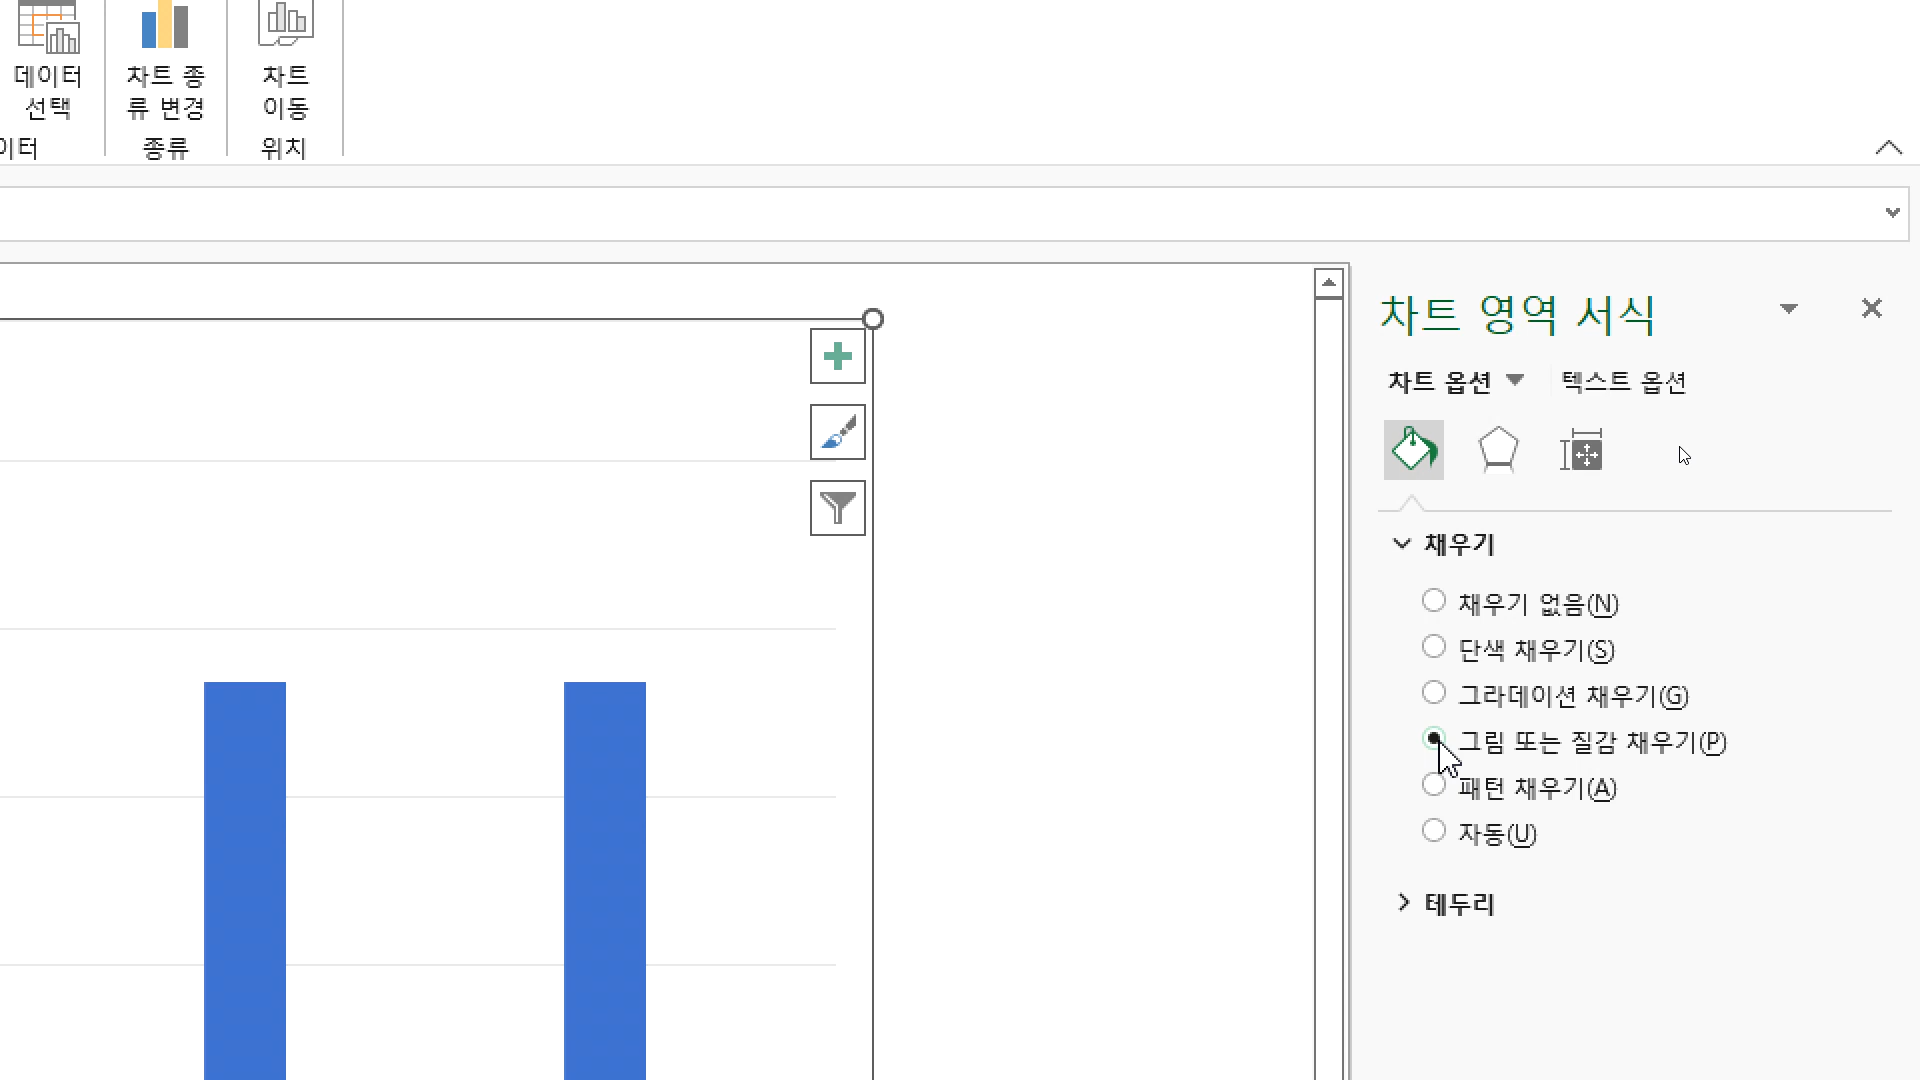 데이터
선택
차트 종
류 변경
차트
이동
이터
종류
위치
차트 영역 서식
차트 옵션
텍스트 옵션
채우기
채우기 없음(N)
단색 채우기(S)
그라데이션 채우기(G)
그림 또는 질감 채우기(P)
패턴 채우기(A)
자동(U)
테두리